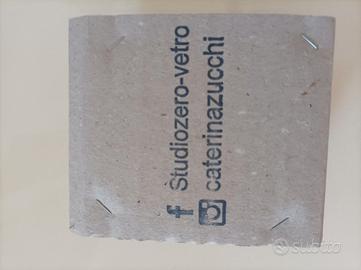 f Studiozero-vetro
caterinazucchi
subito